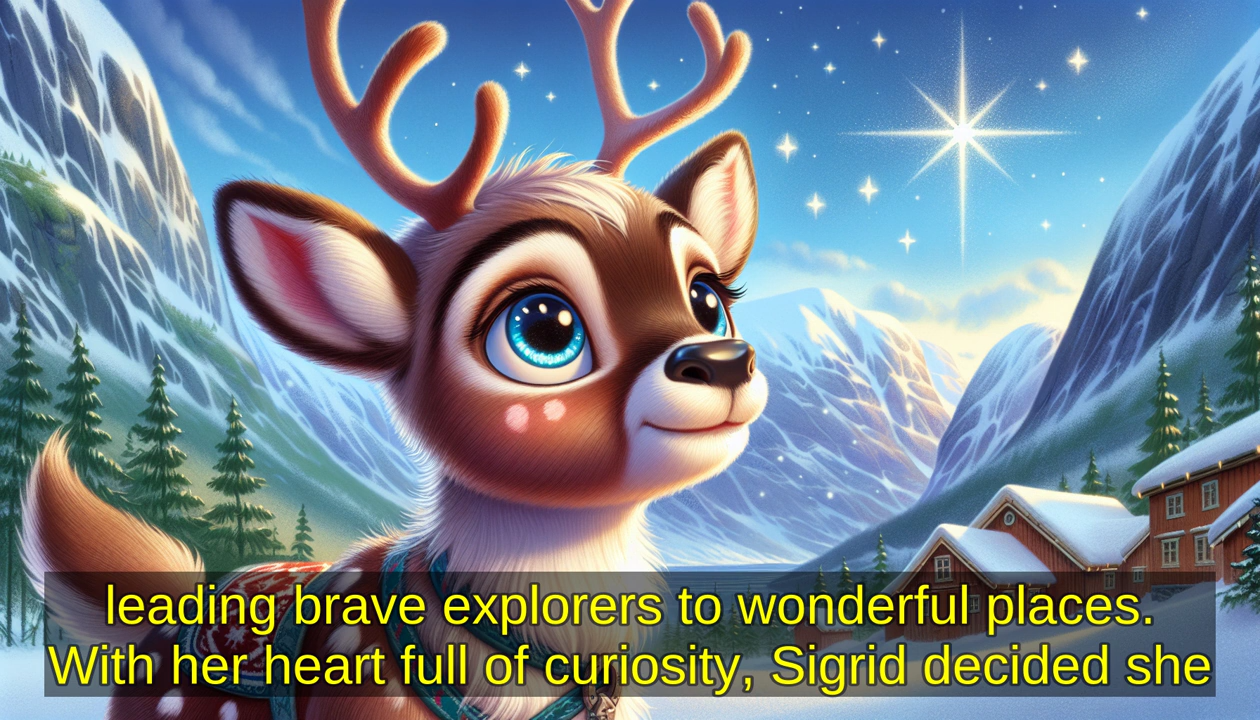 leading brave explorers to wonderful places.
With her heart full of curiosity, Sigrid decided she